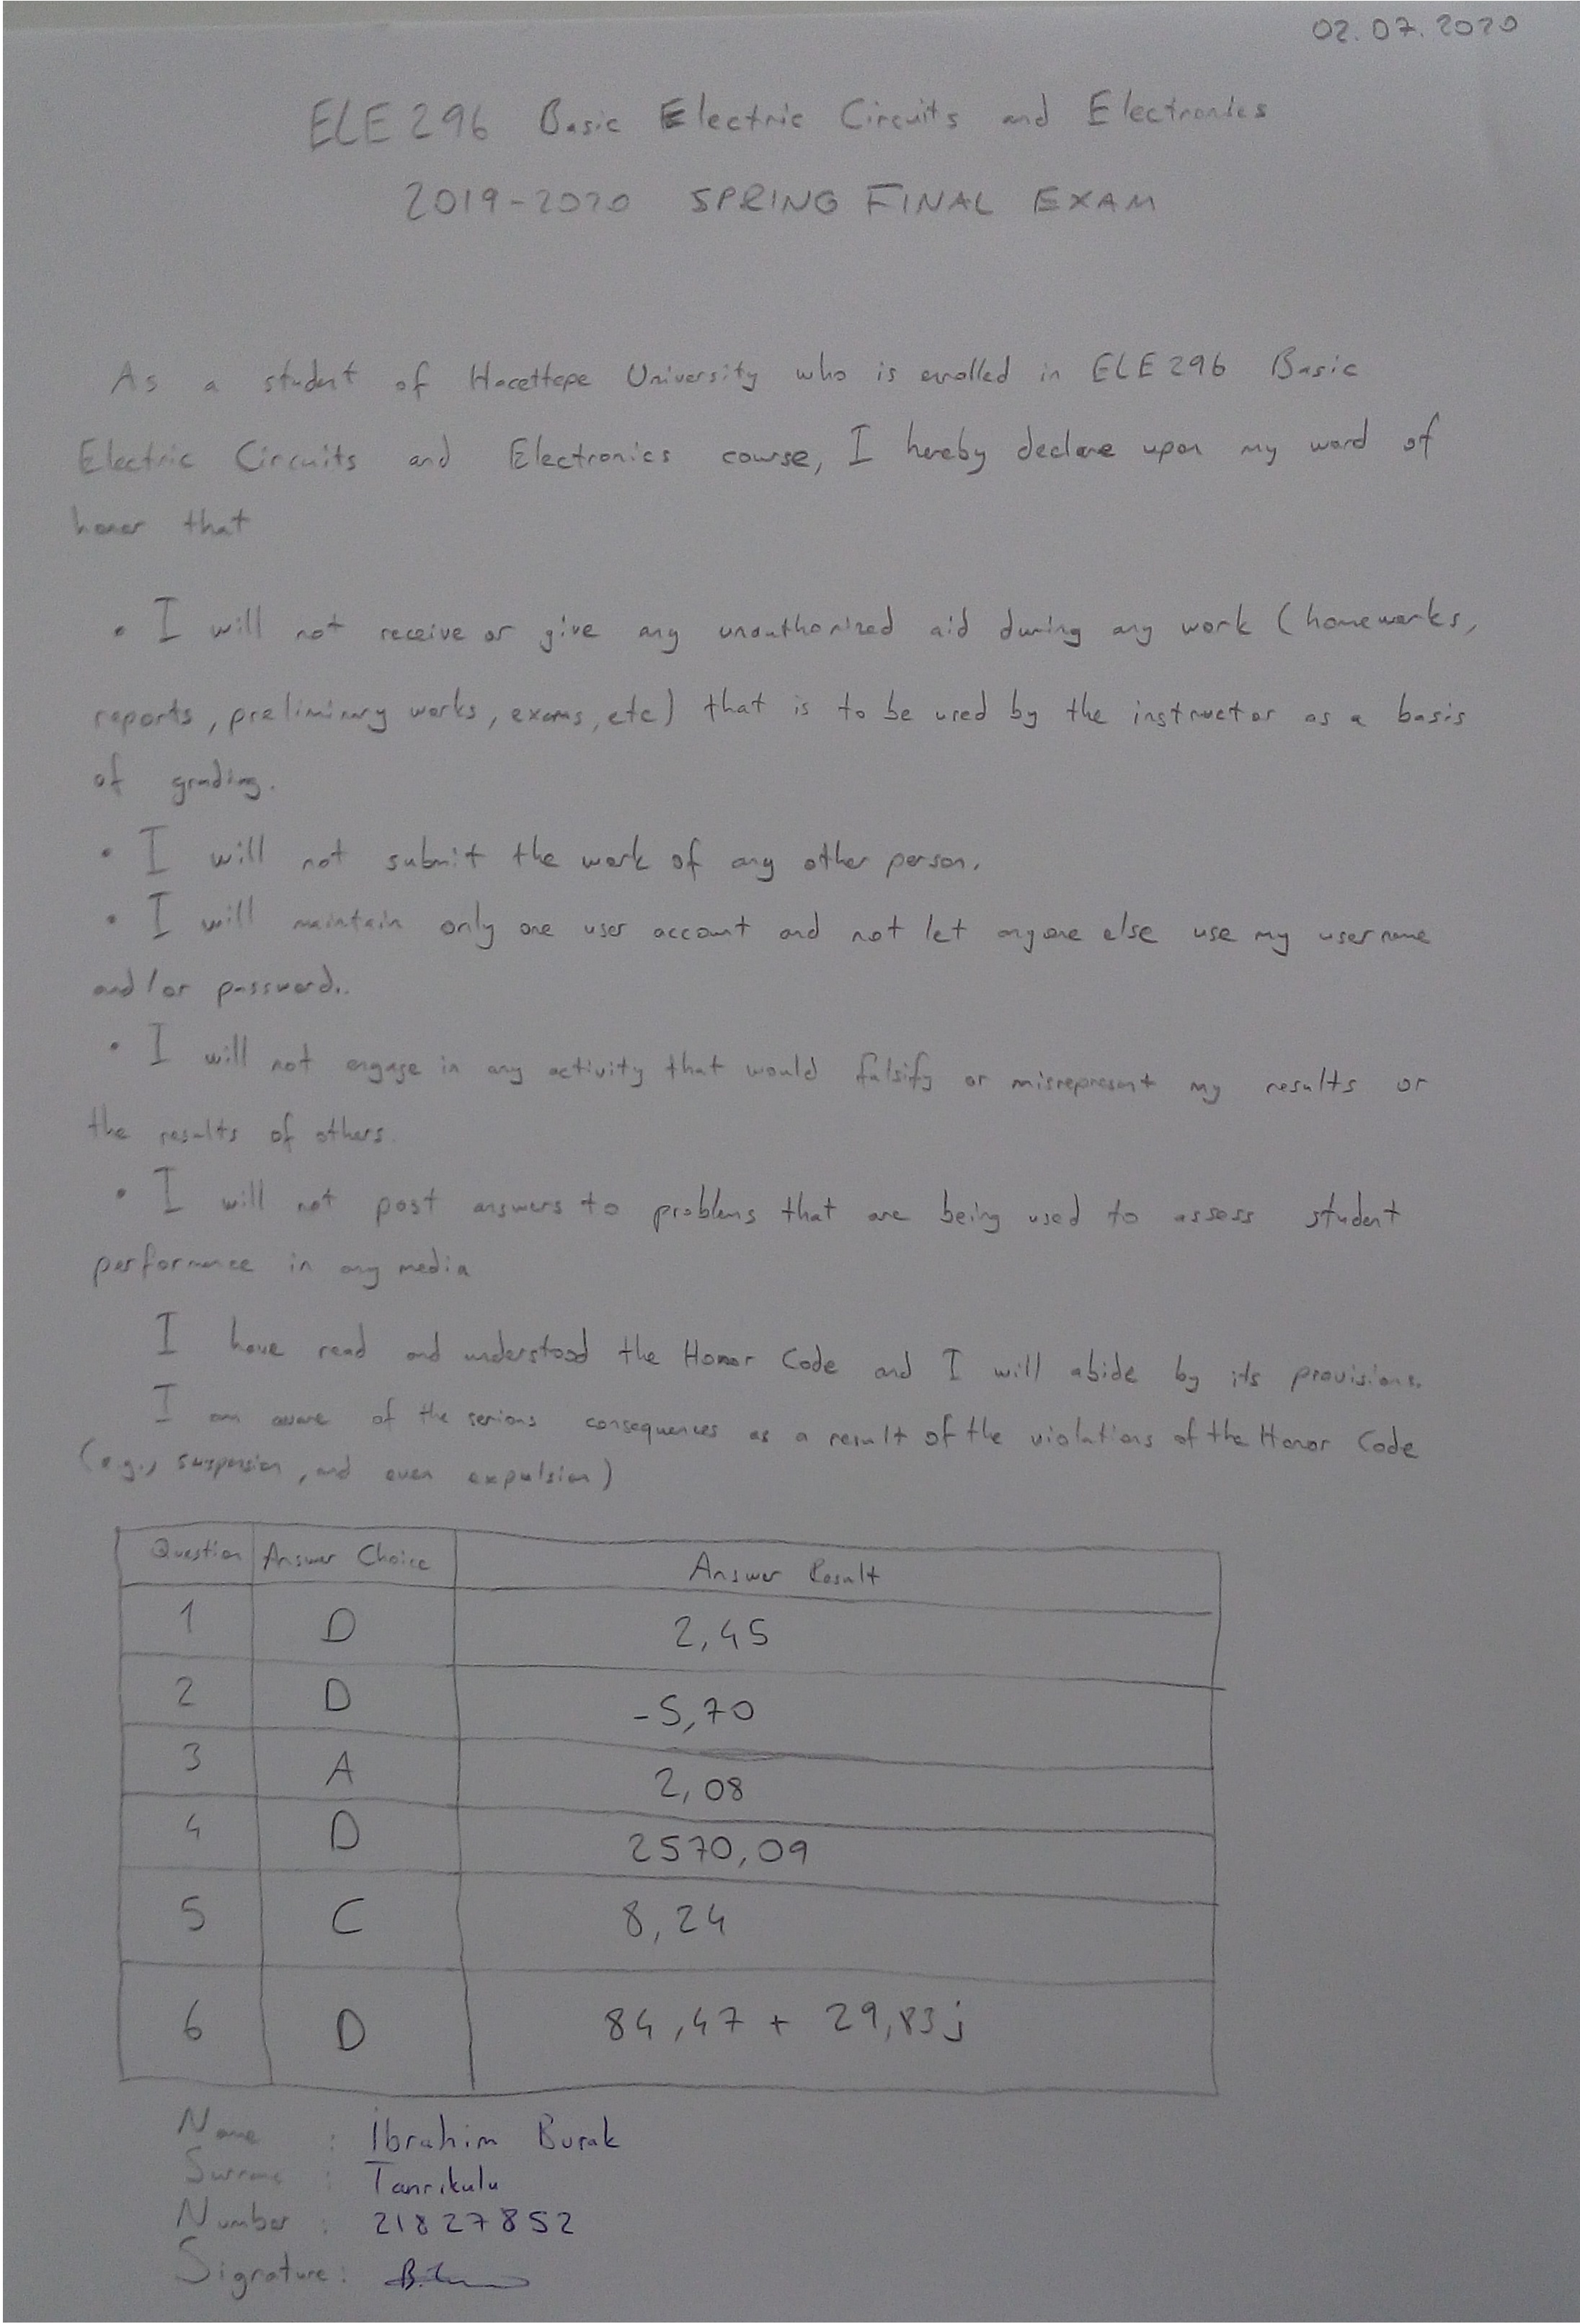 02.07.2020
ELE296 Basic Electric Circuits and Electronics
2019-2020 SPRING FINAL EXAM
As a student of Hacettepe University who is enrolled in ELE296 Basic
Electric Circuits and Electronics course, I hereby declare upon my word of
honor that
• I will not receive or give any unauthorized aid during any work (homeworks,
reports, preliminary works, exams, etc) that is to be used by the instructor as a basis
of grading.
• I will not submit the work of any other person.
• I will maintain only one user account and not let anyone else use my username
and/or password..
• I will not engage in any activity that would falsify or misrepresent my results or
the results of others.
• I will not post answers to problems that are being used to assess student
performance in any media
I have read and understood the Honor Code and I will abide by its provisions.
I am aware of the serious consequences as a result of the violations of the Honor Code
(e.g., suspension, and even expulsion)
Question Answer Choice Answer Result
1 D 2,45
2 D -5,70
3 A 2,08
4 D 2570,09
5 C 8,24
6 D 84,47 + 29,83j
Name : İbrahim Burak
Surname : Tanrıkulu
Number : 21827852
Signature: